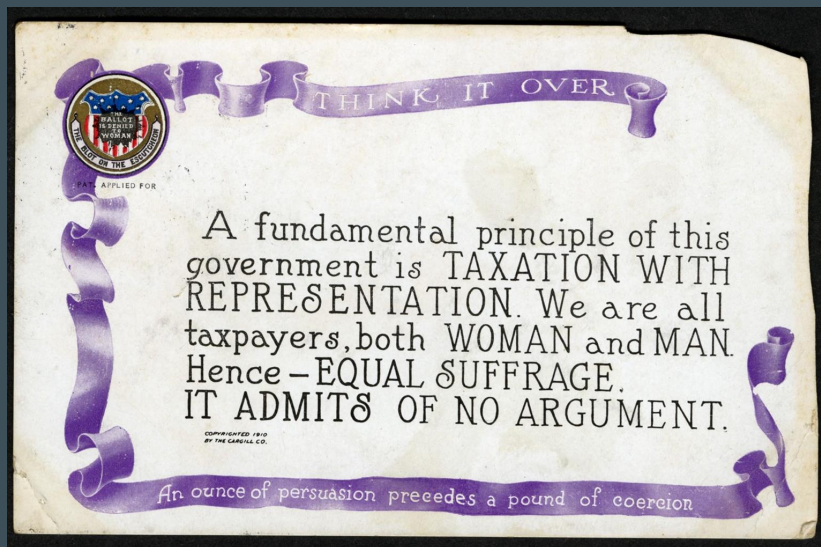 THINK IT OVER
THE
BALLOT
IS DENIED
TO
WOMAN
THE BLOT ON THE ESCUTCHEON
PAT. APPLIED FOR
A fundamental principle of this
government is TAXATION WITH
REPRESENTATION. We are all
taxpayers, both WOMAN and MAN.
Hence – EQUAL SUFFRAGE.
IT ADMITS OF NO ARGUMENT.
COPYRIGHTED 1910
BY THE CARGILL CO.
An ounce of persuasion precedes a pound of coercion